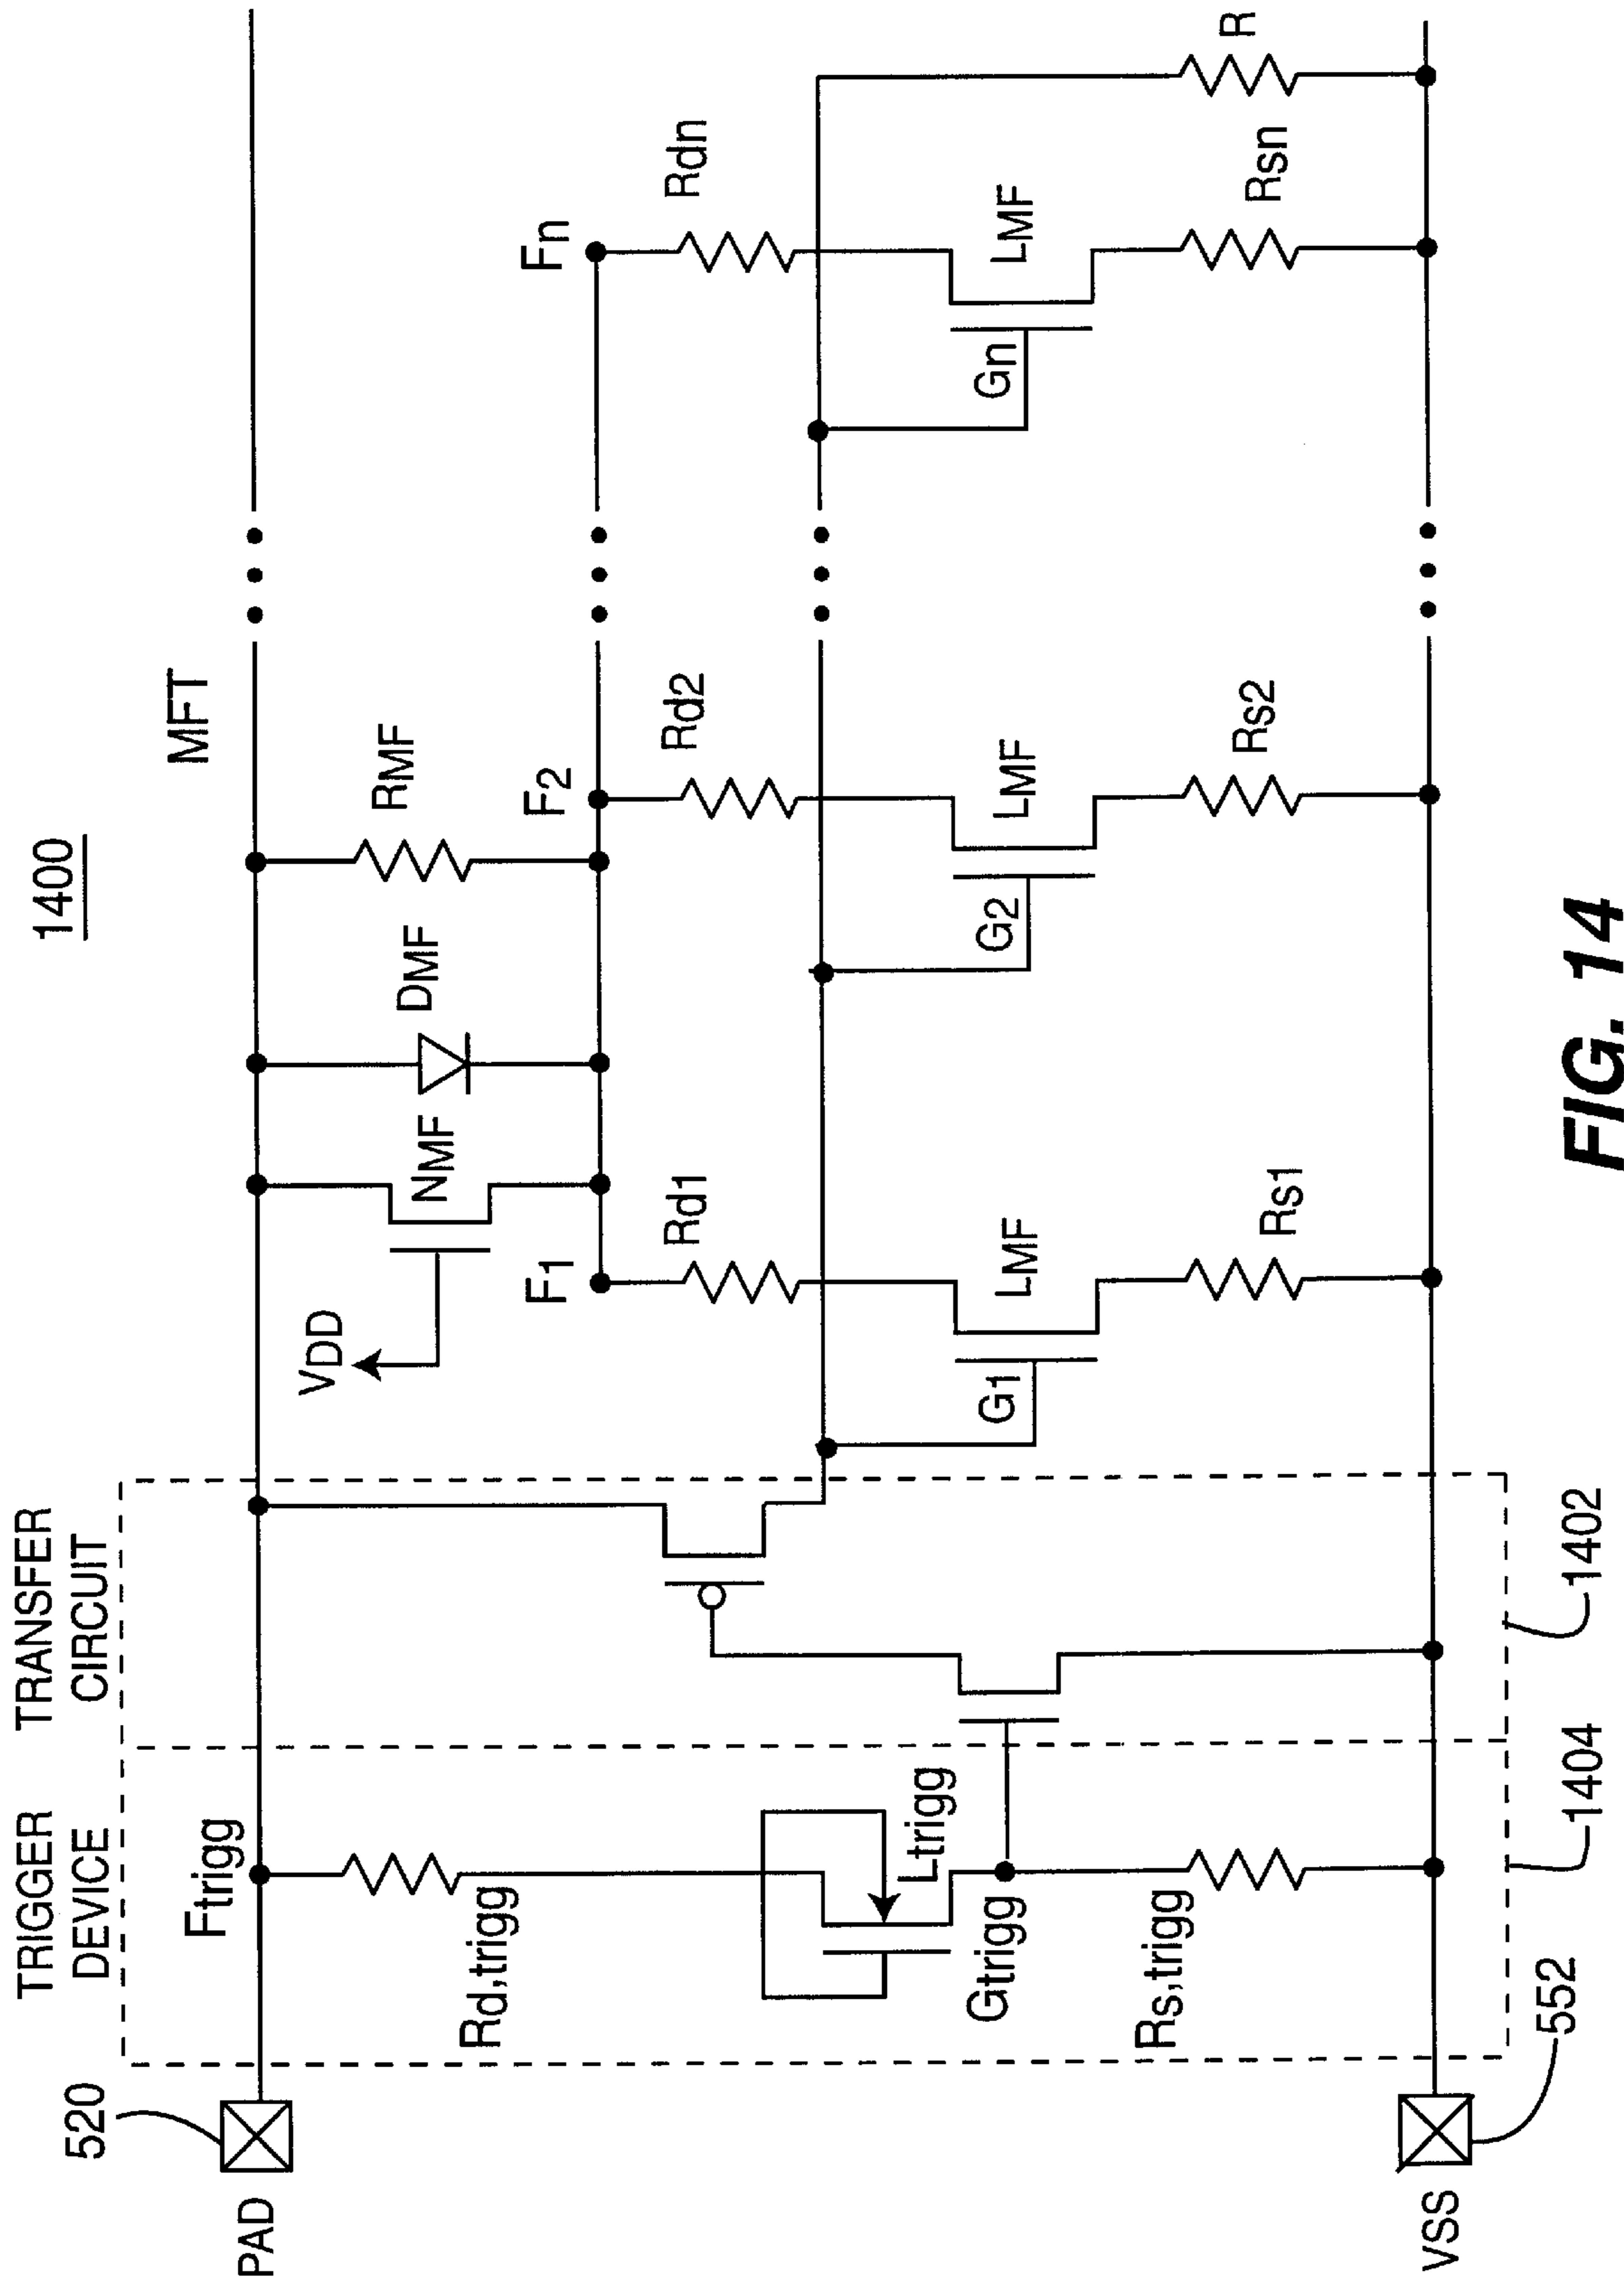 1400
TRIGGER
DEVICE
TRANSFER
CIRCUIT
MFT
520
PAD
Ftrigg
Rd,trigg
Ltrigg
Gtrigg
Rs,trigg
VDD
NMF
DMF
RMF
F1
F2
Fn
Rd1
Rd2
Rdn
G1
LMF
G2
LMF
Gn
LMF
Rs1
Rs2
Rsn
R
VSS
552
1404
1402
FIG. 14